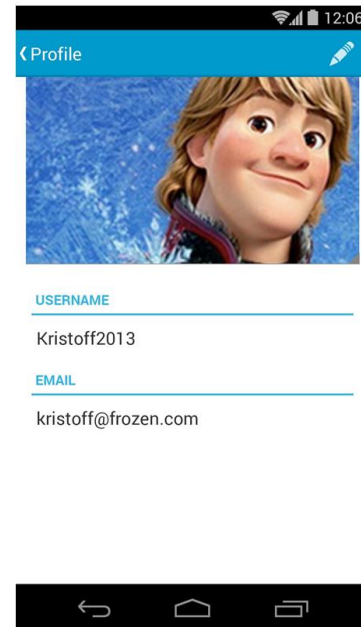 12:06
Profile
USERNAME
Kristoff2013
EMAIL
kristoff@frozen.com